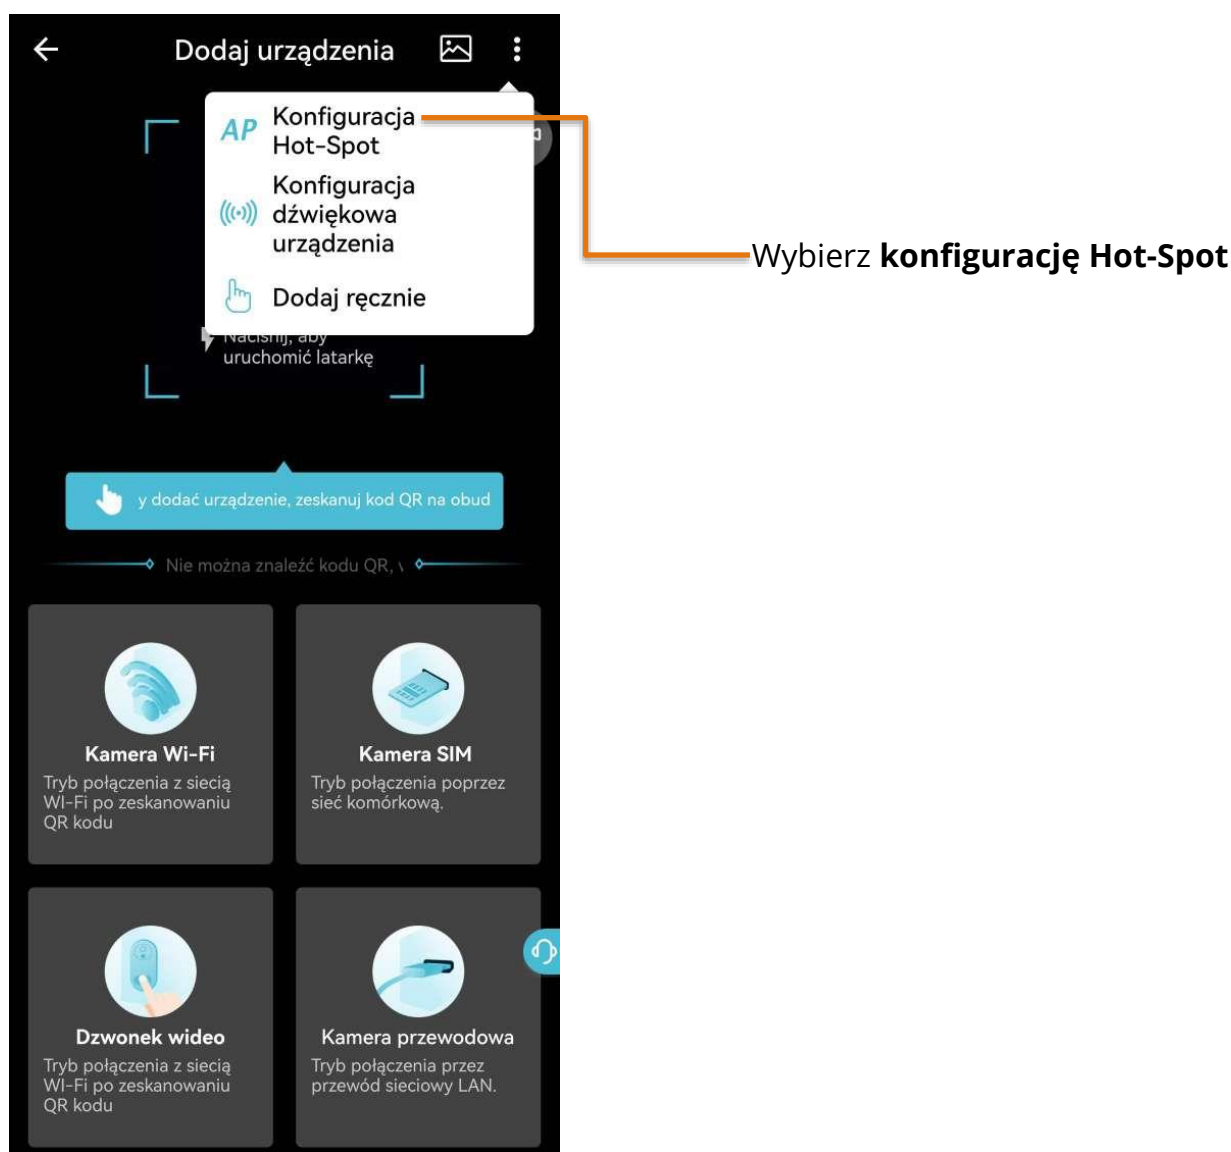 Dodaj urządzenia
AP
Konfiguracja
Hot-Spot
Konfiguracja
dźwiękowa
urządzenia
Dodaj ręcznie
Naciśnij, aby
uruchomić latarkę
Wybierz konfigurację Hot-Spot
y dodać urządzenie, zeskanuj kod QR na obud
Nie można znaleźć kodu QR,
Kamera Wi-Fi
Tryb połączenia z siecią
WI-Fi po zeskanowaniu
QR kodu
Kamera SIM
Tryb połączenia poprzez
sieć komórkową.
Dzwonek wideo
Tryb połączenia z siecią
WI-Fi po zeskanowaniu
QR kodu
Kamera przewodowa
Tryb połączenia przez
przewód sieciowy LAN.